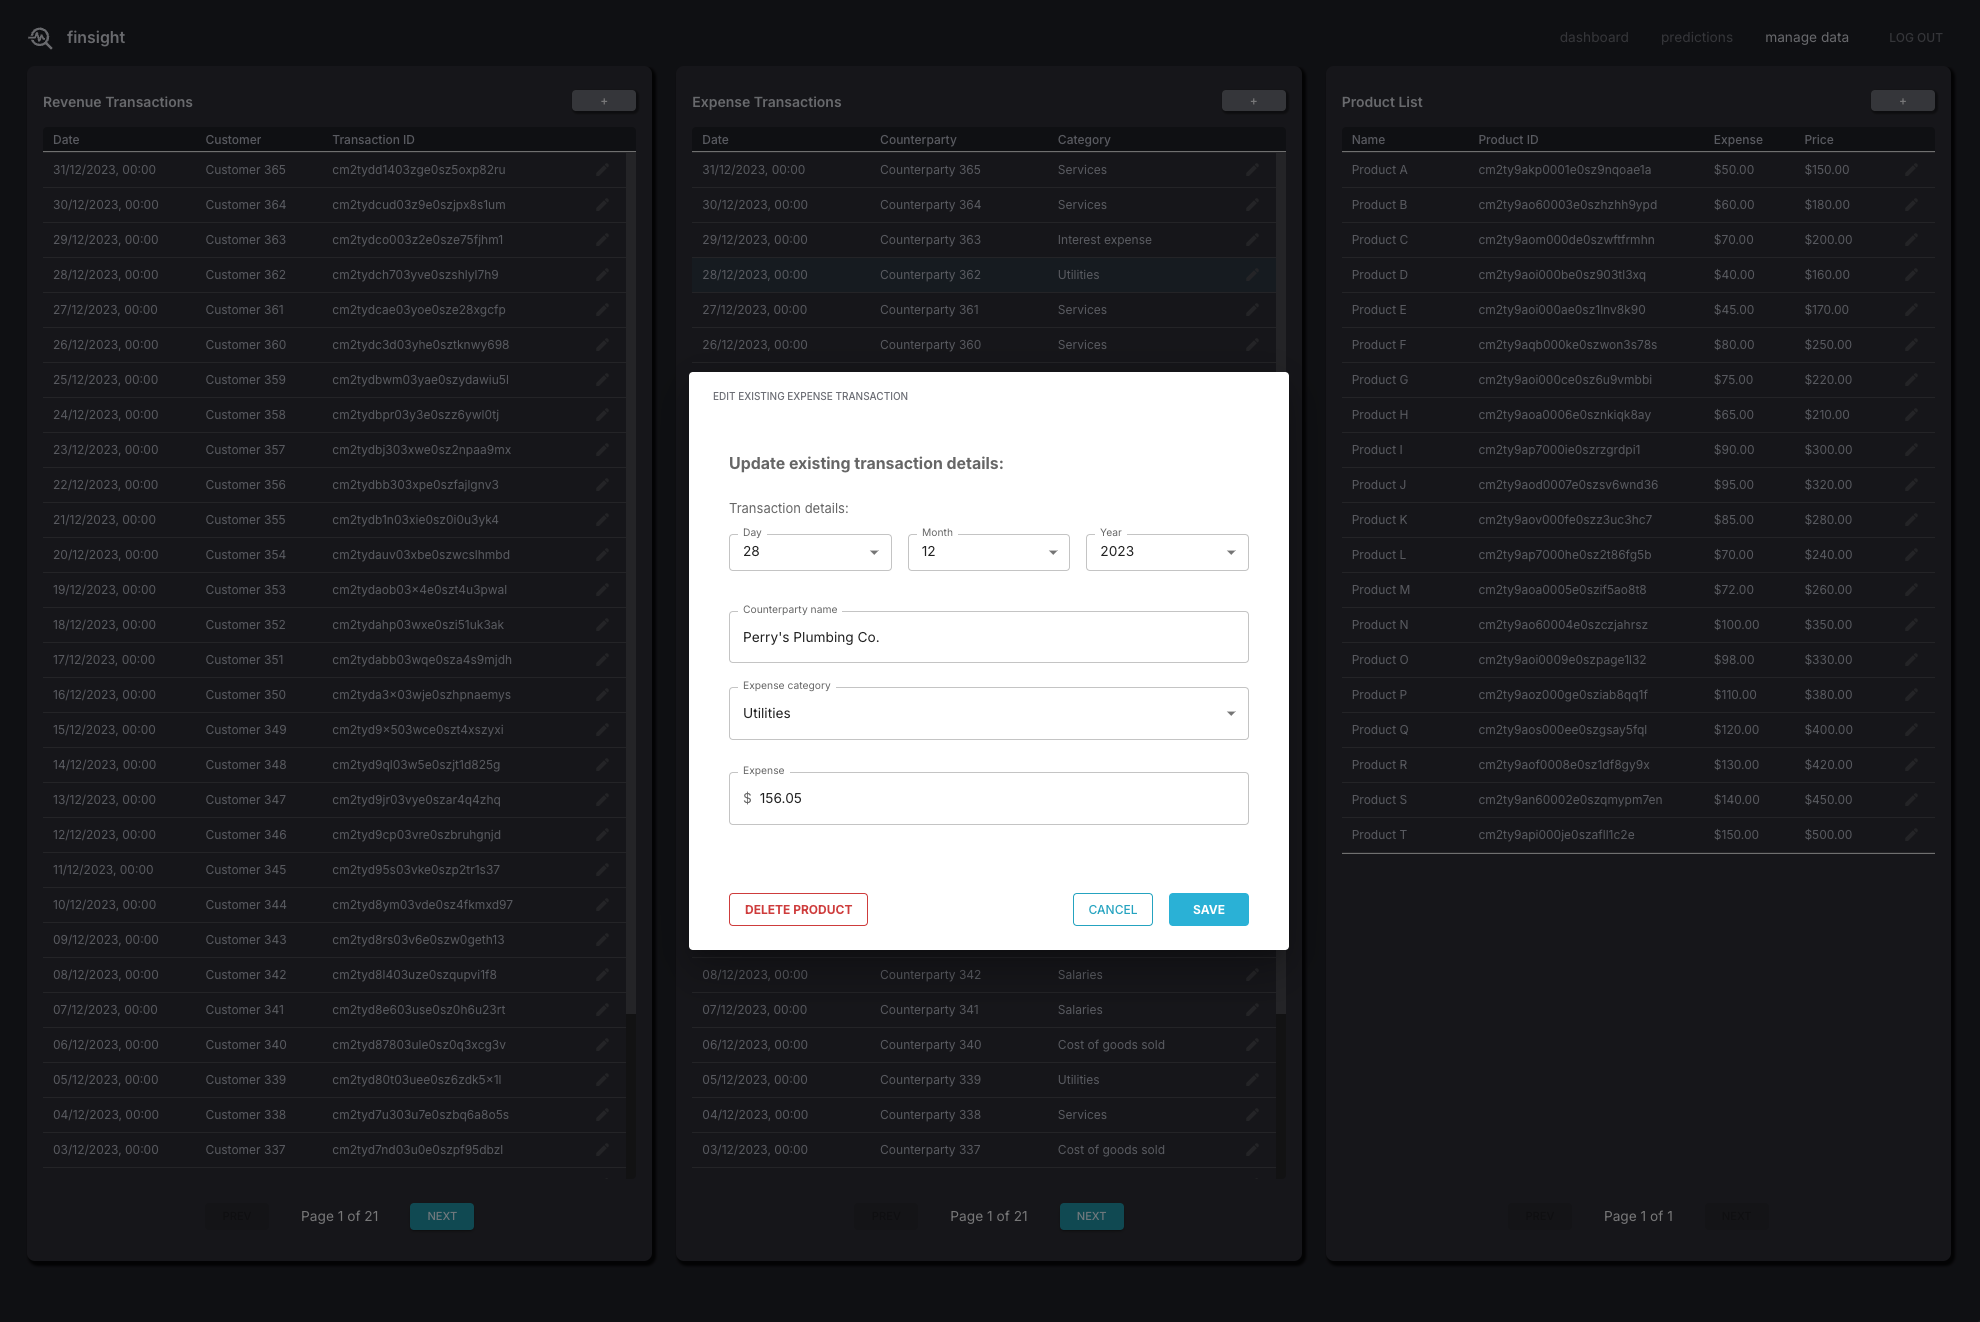 finsight
dashboard predictions manage data LOG OUT
Revenue Transactions +
Date Customer Transaction ID
31/12/2023, 00:00 Customer 365 cm2tydd1403zge0sz5oxp82ru
30/12/2023, 00:00 Customer 364 cm2tydcud03z9e0szjpx8s1um
29/12/2023, 00:00 Customer 363 cm2tydco003z2e0sze75fjhm1
28/12/2023, 00:00 Customer 362 cm2tydch703yve0szshlyl7h9
27/12/2023, 00:00 Customer 361 cm2tydcae03yoe0sze28xgcfp
26/12/2023, 00:00 Customer 360 cm2tydc3d03yhe0sztknwy698
25/12/2023, 00:00 Customer 359 cm2tydbwm03yae0szydawiu5l
24/12/2023, 00:00 Customer 358 cm2tydbpr03y3e0szz6ywl0tj
23/12/2023, 00:00 Customer 357 cm2tydbj303xwe0sz2npaa9mx
22/12/2023, 00:00 Customer 356 cm2tydbb303xpe0szfajlgnv3
21/12/2023, 00:00 Customer 355 cm2tydb1n03xie0sz0i0u3yk4
20/12/2023, 00:00 Customer 354 cm2tydauv03xbe0szwcslhmbd
19/12/2023, 00:00 Customer 353 cm2tydaob03×4e0szt4u3pwal
18/12/2023, 00:00 Customer 352 cm2tydahp03wxe0szi51uk3ak
17/12/2023, 00:00 Customer 351 cm2tydabb03wqe0sza4s9mjdh
16/12/2023, 00:00 Customer 350 cm2tyda3×03wje0szhpnaemys
15/12/2023, 00:00 Customer 349 cm2tyd9×503wce0szt4xszyxi
14/12/2023, 00:00 Customer 348 cm2tyd9ql03w5e0szjt1d825g
13/12/2023, 00:00 Customer 347 cm2tyd9jr03vye0szar4q4zhq
12/12/2023, 00:00 Customer 346 cm2tyd9cp03vre0szbruhgnjd
11/12/2023, 00:00 Customer 345 cm2tyd95s03vke0szp2tr1s37
10/12/2023, 00:00 Customer 344 cm2tyd8ym03vde0sz4fkmxd97
09/12/2023, 00:00 Customer 343 cm2tyd8rs03v6e0szw0geth13
08/12/2023, 00:00 Customer 342 cm2tyd8l403uze0szqupvi1f8
07/12/2023, 00:00 Customer 341 cm2tyd8e603use0sz0h6u23rt
06/12/2023, 00:00 Customer 340 cm2tyd87803ule0sz0q3xcg3v
05/12/2023, 00:00 Customer 339 cm2tyd80t03uee0sz6zdk5×1l
04/12/2023, 00:00 Customer 338 cm2tyd7u303u7e0szbq6a8o5s
03/12/2023, 00:00 Customer 337 cm2tyd7nd03u0e0szpf95dbzl
Page 1 of 21 NEXT
Expense Transactions +
Date Counterparty Category
31/12/2023, 00:00 Counterparty 365 Services
30/12/2023, 00:00 Counterparty 364 Services
29/12/2023, 00:00 Counterparty 363 Interest expense
28/12/2023, 00:00 Counterparty 362 Utilities
27/12/2023, 00:00 Counterparty 361 Services
26/12/2023, 00:00 Counterparty 360 Services
EDIT EXISTING EXPENSE TRANSACTION
Update existing transaction details:
Transaction details:
Day Month Year
28 12 2023
Counterparty name
Perry's Plumbing Co.
Expense category
Utilities
Expense
$ 156.05
DELETE PRODUCT CANCEL SAVE
08/12/2023, 00:00 Counterparty 342 Salaries
07/12/2023, 00:00 Counterparty 341 Salaries
06/12/2023, 00:00 Counterparty 340 Cost of goods sold
05/12/2023, 00:00 Counterparty 339 Utilities
04/12/2023, 00:00 Counterparty 338 Services
03/12/2023, 00:00 Counterparty 337 Cost of goods sold
PREV Page 1 of 21 NEXT
Product List +
Name Product ID Expense Price
Product A cm2ty9akp0001e0sz9nqoae1a $50.00 $150.00
Product B cm2ty9ao60003e0szhzhh9ypd $60.00 $180.00
Product C cm2ty9aom000de0szwftfrmhn $70.00 $200.00
Product D cm2ty9aoi000be0sz903tl3xq $40.00 $160.00
Product E cm2ty9aoi000ae0sz1lnv8k90 $45.00 $170.00
Product F cm2ty9aqb000ke0szwon3s78s $80.00 $250.00
Product G cm2ty9aoi000ce0sz6u9vmbbi $75.00 $220.00
Product H cm2ty9aoa0006e0sznkiqk8ay $65.00 $210.00
Product I cm2ty9ap7000ie0szrzgrdpi1 $90.00 $300.00
Product J cm2ty9aod0007e0szsv6wnd36 $95.00 $320.00
Product K cm2ty9aov000fe0szz3uc3hc7 $85.00 $280.00
Product L cm2ty9ap7000he0sz2t86fg5b $70.00 $240.00
Product M cm2ty9aoa0005e0szif5ao8t8 $72.00 $260.00
Product N cm2ty9ao60004e0szczjahrsz $100.00 $350.00
Product O cm2ty9aoi0009e0szpage1l32 $98.00 $330.00
Product P cm2ty9aoz000ge0sziab8qq1f $110.00 $380.00
Product Q cm2ty9aos000ee0szgsay5fql $120.00 $400.00
Product R cm2ty9aof0008e0sz1df8gy9x $130.00 $420.00
Product S cm2ty9an60002e0szqmypm7en $140.00 $450.00
Product T cm2ty9api000je0szafll1c2e $150.00 $500.00
Page 1 of 1